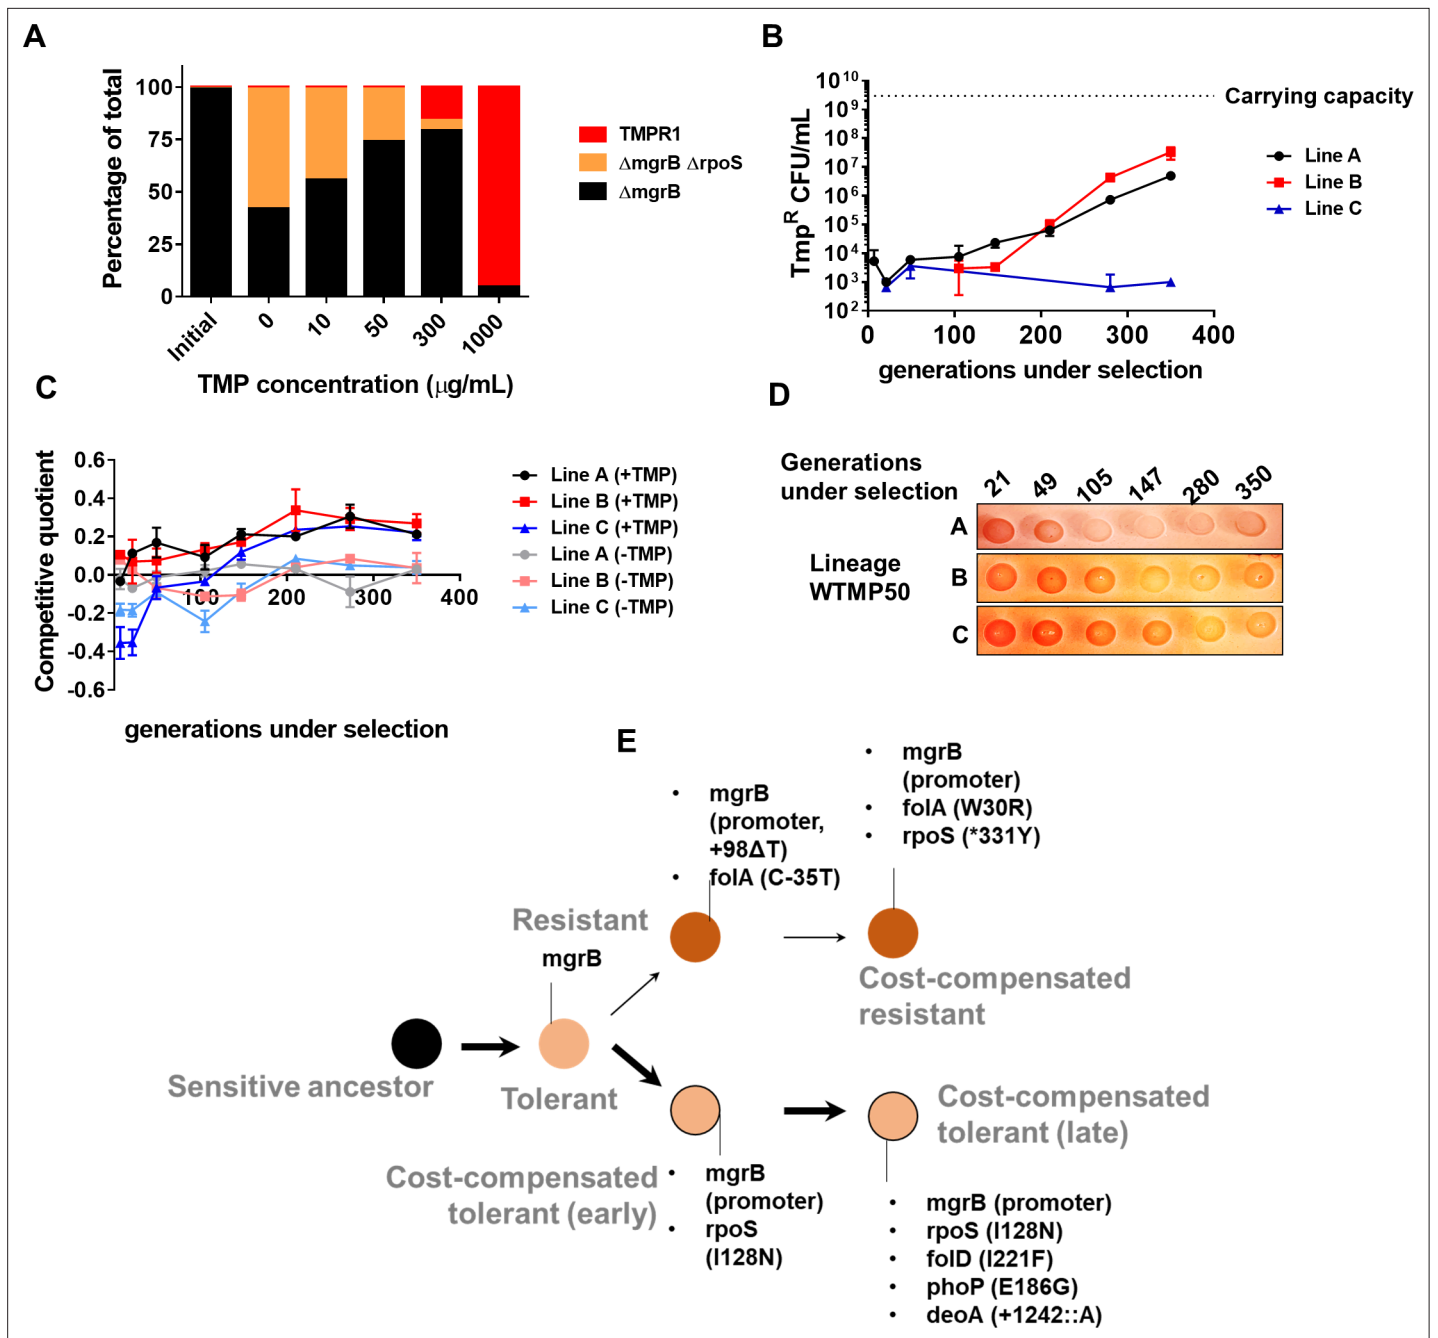 A
Percentage of total
100
75
50
25
0
Initial
0
10
50
300
1000
TMP concentration (μg/mL)
TMPR1
ΔmgrB ΔrpoS
ΔmgrB
B
Tmp^R CFU/mL
10^10
10^9
10^8
10^7
10^6
10^5
10^4
10^3
10^2
0
100
200
300
400
generations under selection
Carrying capacity
Line A
Line B
Line C
C
Competitive quotient
0.6
0.4
0.2
0.0
-0.2
-0.4
-0.6
100
200
300
400
generations under selection
Line A (+TMP)
Line B (+TMP)
Line C (+TMP)
Line A (-TMP)
Line B (-TMP)
Line C (-TMP)
D
Generations
under selection
21
49
105
147
280
350
Lineage
WTMP50
A
B
C
E
• mgrB
(promoter,
+98ΔT)
• folA (C-35T)
• mgrB
(promoter)
• folA (W30R)
• rpoS (*331Y)
Resistant
mgrB
Cost-compensated
resistant
Sensitive ancestor
Tolerant
Cost-compensated
tolerant (late)
Cost-compensated
tolerant (early)
• mgrB
(promoter)
• rpoS
(I128N)
• mgrB (promoter)
• rpoS (I128N)
• folD (I221F)
• phoP (E186G)
• deoA (+1242::A)